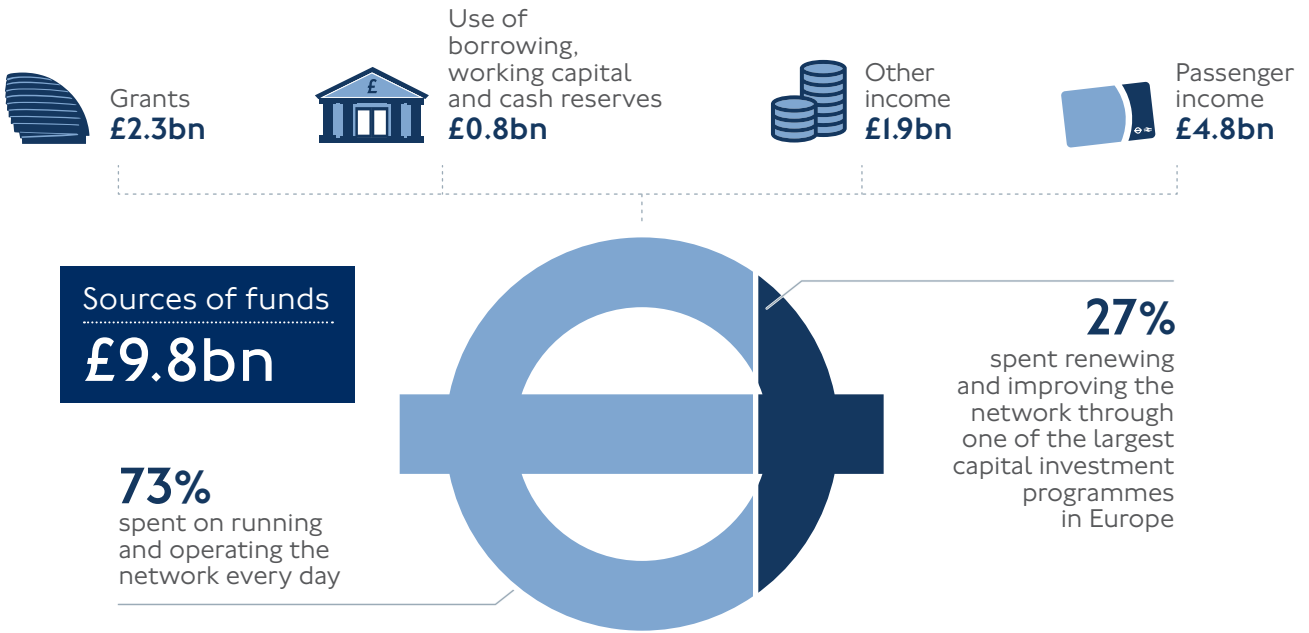 Grants
£2.3bn
£
Use of
borrowing,
working capital
and cash reserves
£0.8bn
Other
income
£1.9bn
Passenger
income
£4.8bn
Sources of funds
£9.8bn
27%
spent renewing
and improving the
network through
one of the largest
capital investment
programmes
in Europe
73%
spent on running
and operating the
network every day